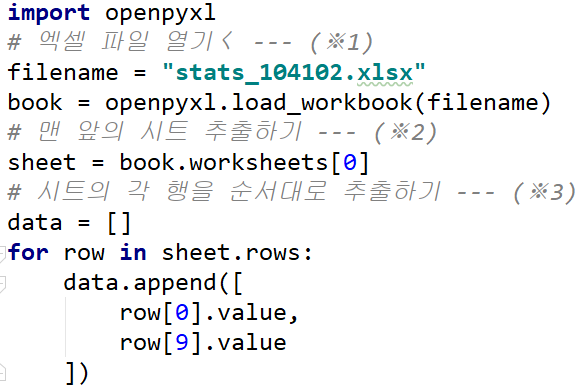 import openpyxl
# 엑셀 파일 열기く --- (※1)
filename = "stats_104102.xlsx"
book = openpyxl.load_workbook(filename)
# 맨 앞의 시트 추출하기 --- (※2)
sheet = book.worksheets[0]
# 시트의 각 행을 순서대로 추출하기 --- (※3)
data = []
for row in sheet.rows:
    data.append([
        row[0].value,
        row[9].value
    ])